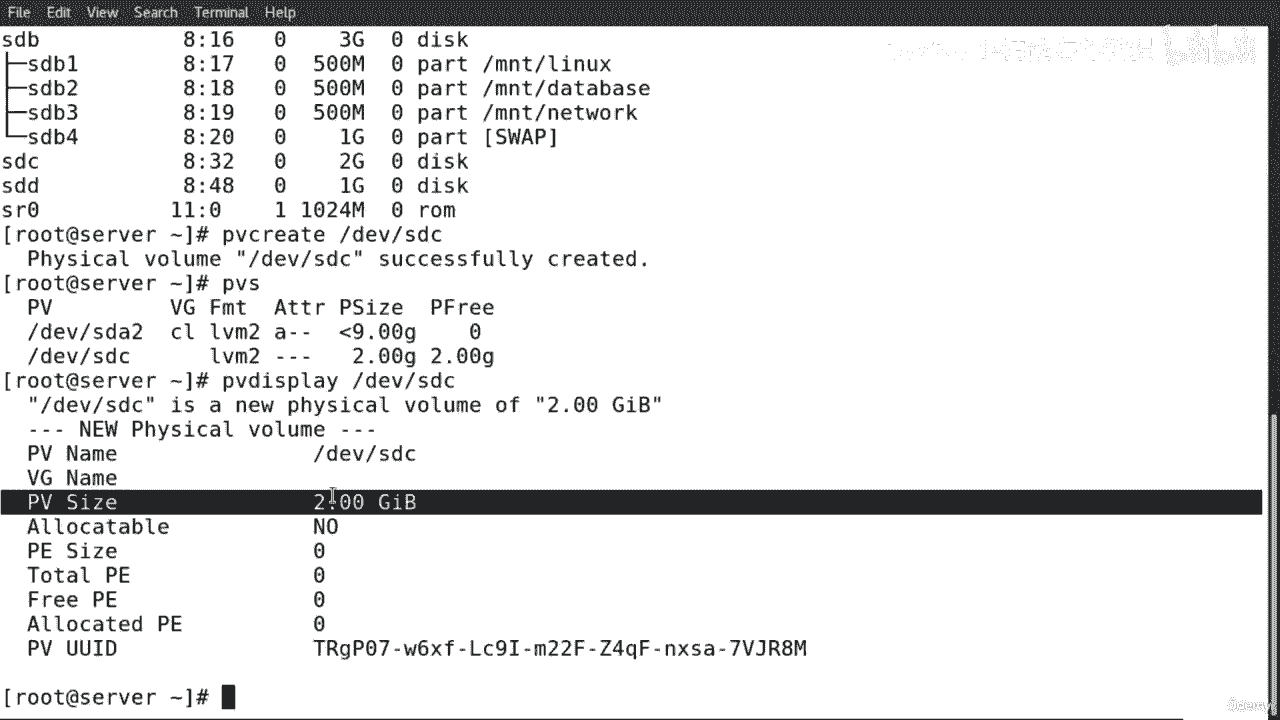 File Edit View Search Terminal Help
sdb 8:16 0 3G 0 disk
├─sdb1 8:17 0 500M 0 part /mnt/linux
├─sdb2 8:18 0 500M 0 part /mnt/database
├─sdb3 8:19 0 500M 0 part /mnt/network
└─sdb4 8:20 0 1G 0 part [SWAP]
sdc 8:32 0 2G 0 disk
sdd 8:48 0 1G 0 disk
sr0 11:0 1 1024M 0 rom
[root@server ~]# pvcreate /dev/sdc
Physical volume "/dev/sdc" successfully created.
[root@server ~]# pvs
PV VG Fmt Attr PSize PFree
/dev/sda2 cl lvm2 a-- <9.00g 0
/dev/sdc lvm2 --- 2.00g 2.00g
[root@server ~]# pvdisplay /dev/sdc
"/dev/sdc" is a new physical volume of "2.00 GiB"
--- NEW Physical volume ---
PV Name /dev/sdc
VG Name
PV Size 2.00 GiB
Allocatable NO
PE Size 0
Total PE 0
Free PE 0
Allocated PE 0
PV UUID TRgP07-w6xf-Lc9I-m22F-Z4qF-nxsa-7VJR8M
[root@server ~]#